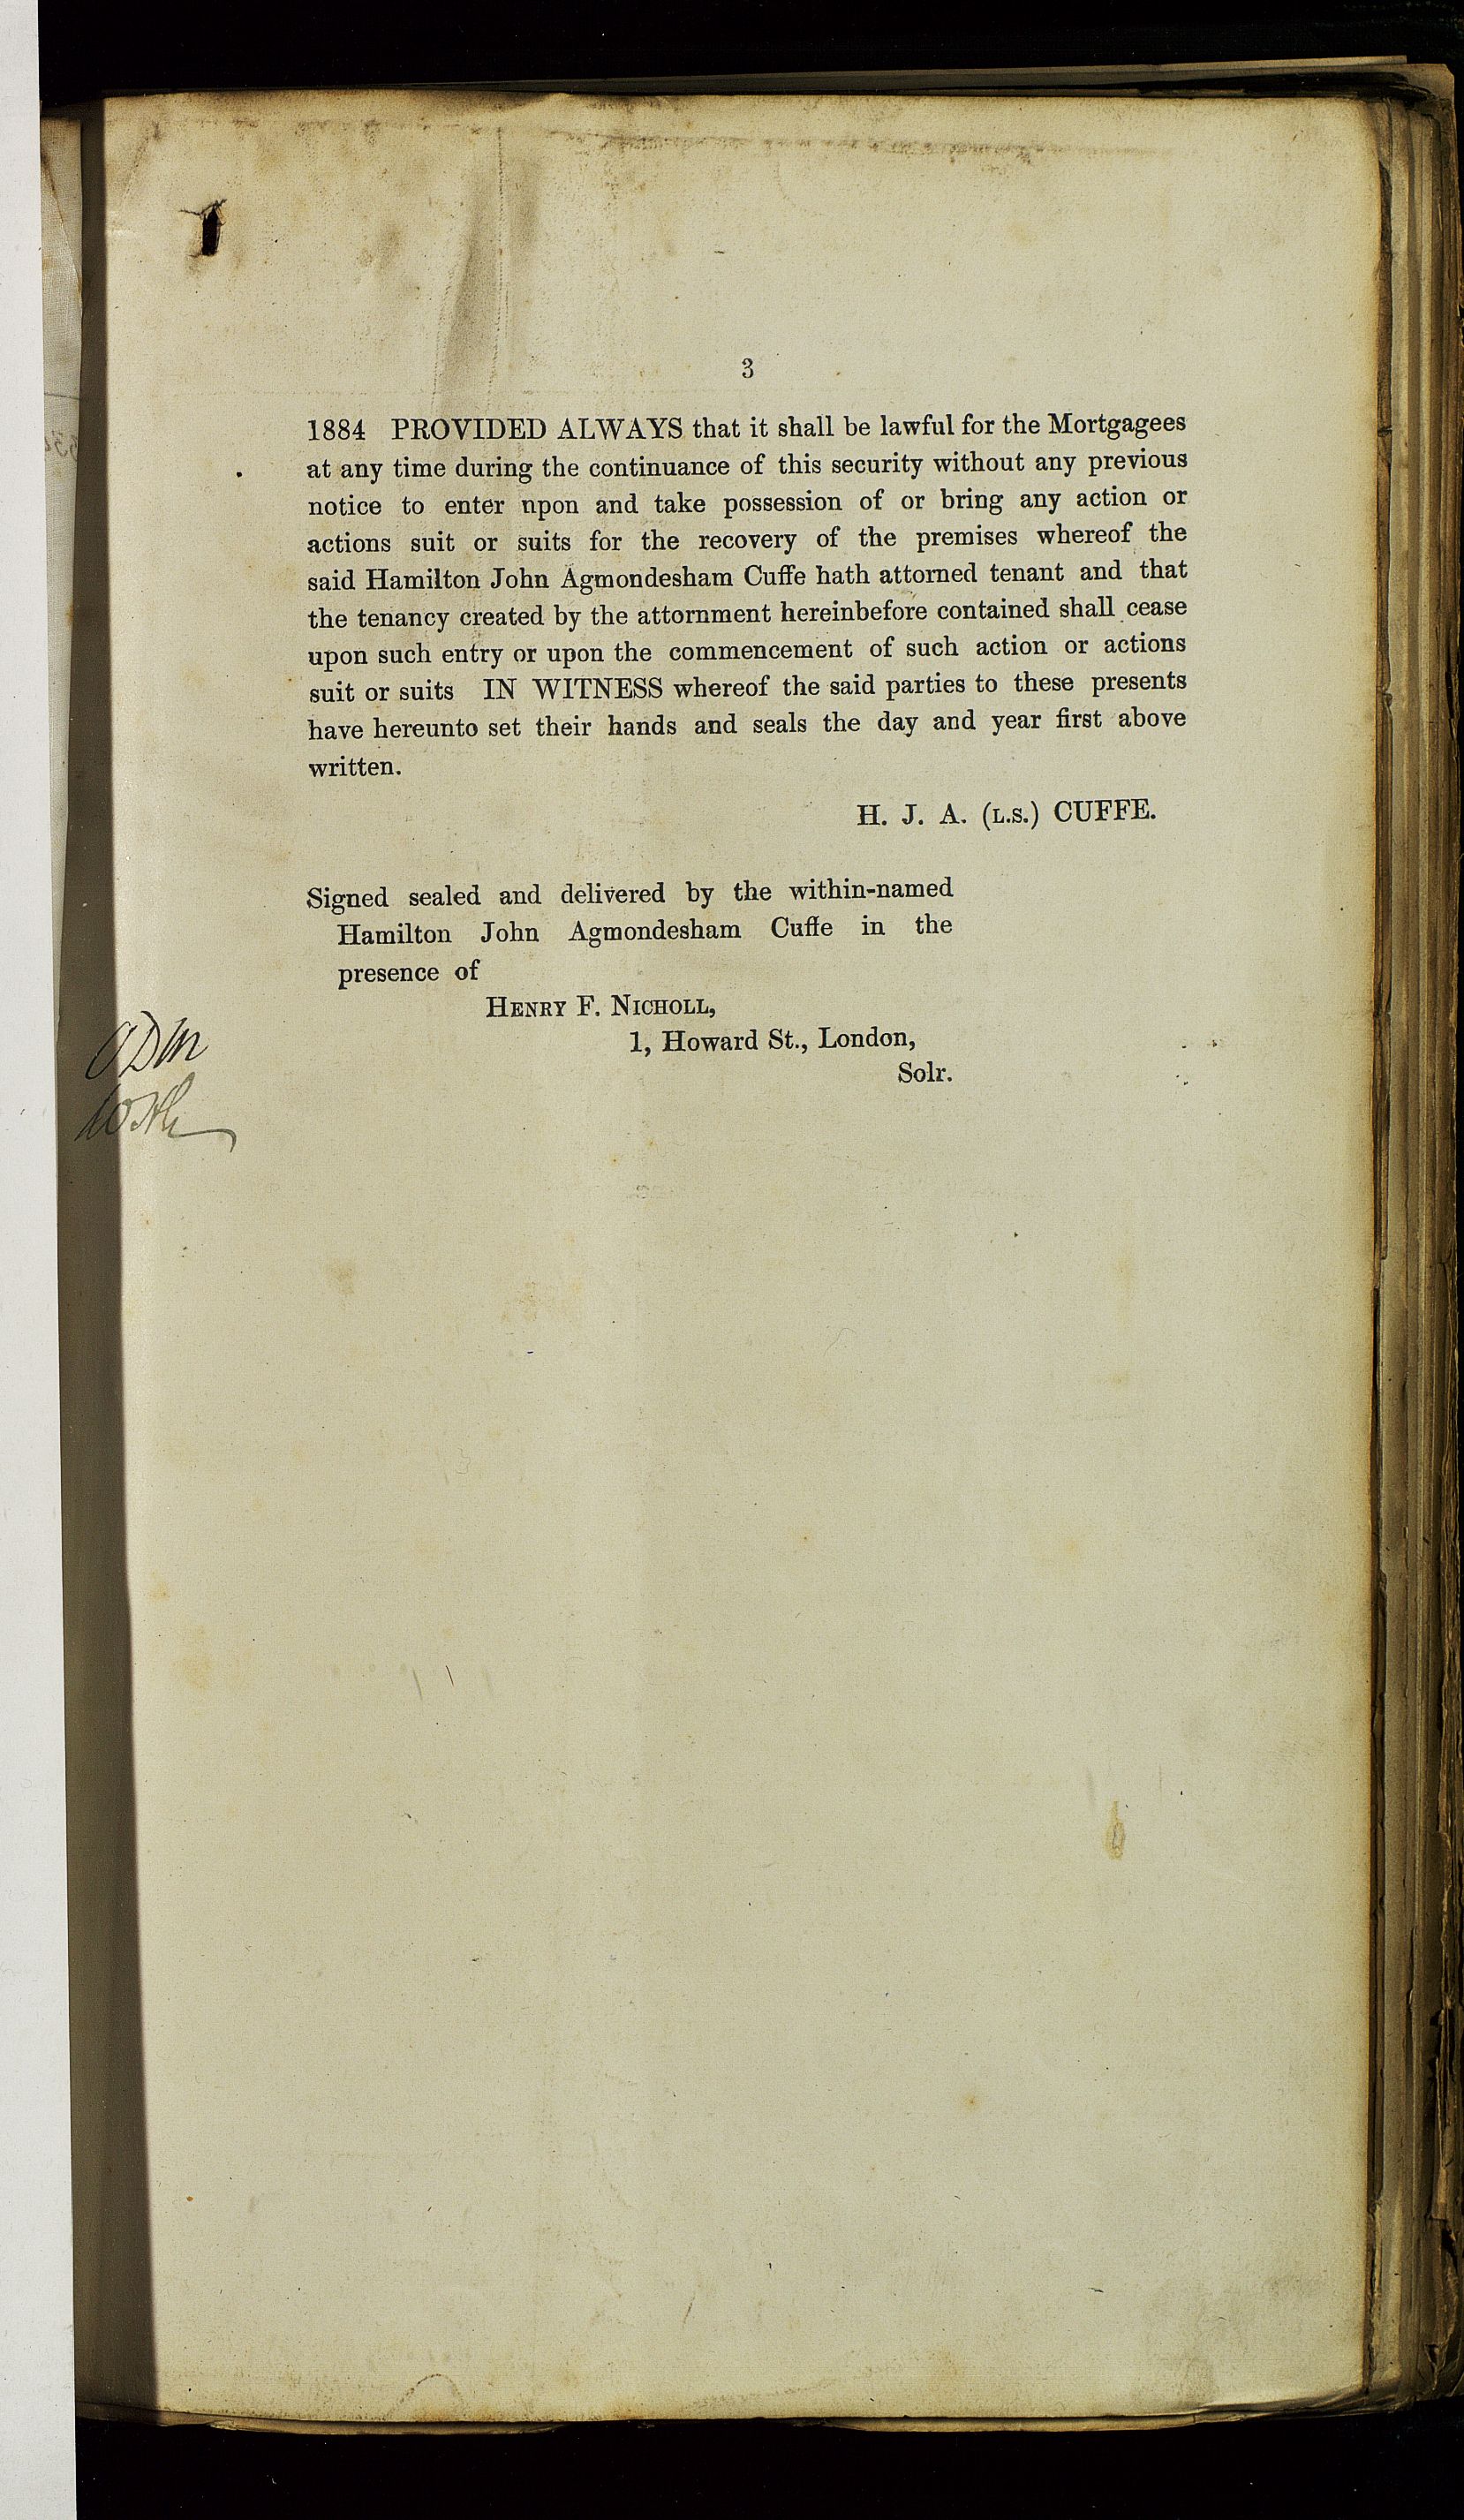 3
1884 PROVIDED ALWAYS that it shall be lawful for the Mortgagees
at any time during the continuance of this security without any previous
notice to enter npon and take possession of or bring any action or
actions suit or suits for the recovery of the premises whereof the
said Hamilton John Agmondesham Cuffe hath attorned tenant and that
the tenancy created by the attornment hereinbefore contained shall cease
upon such entry or upon the commencement of such action or actions
suit or suits IN WITNESS whereof the said parties to these presents
have hereunto set their hands and seals the day and year first above
written.
H. J. A. (L.S.) CUFFE.
Signed sealed and delivered by the within-named
Hamilton John Agmondesham Cuffe in the
presence of
HENRY F. NICHOLL,
1, Howard St., London,
Solr.